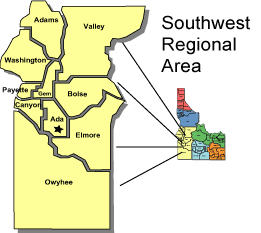 Southwest
Regional
Area
Adams
Valley
Washington
Payette
Gem
Boise
Canyon
Ada
Elmore
Owyhee